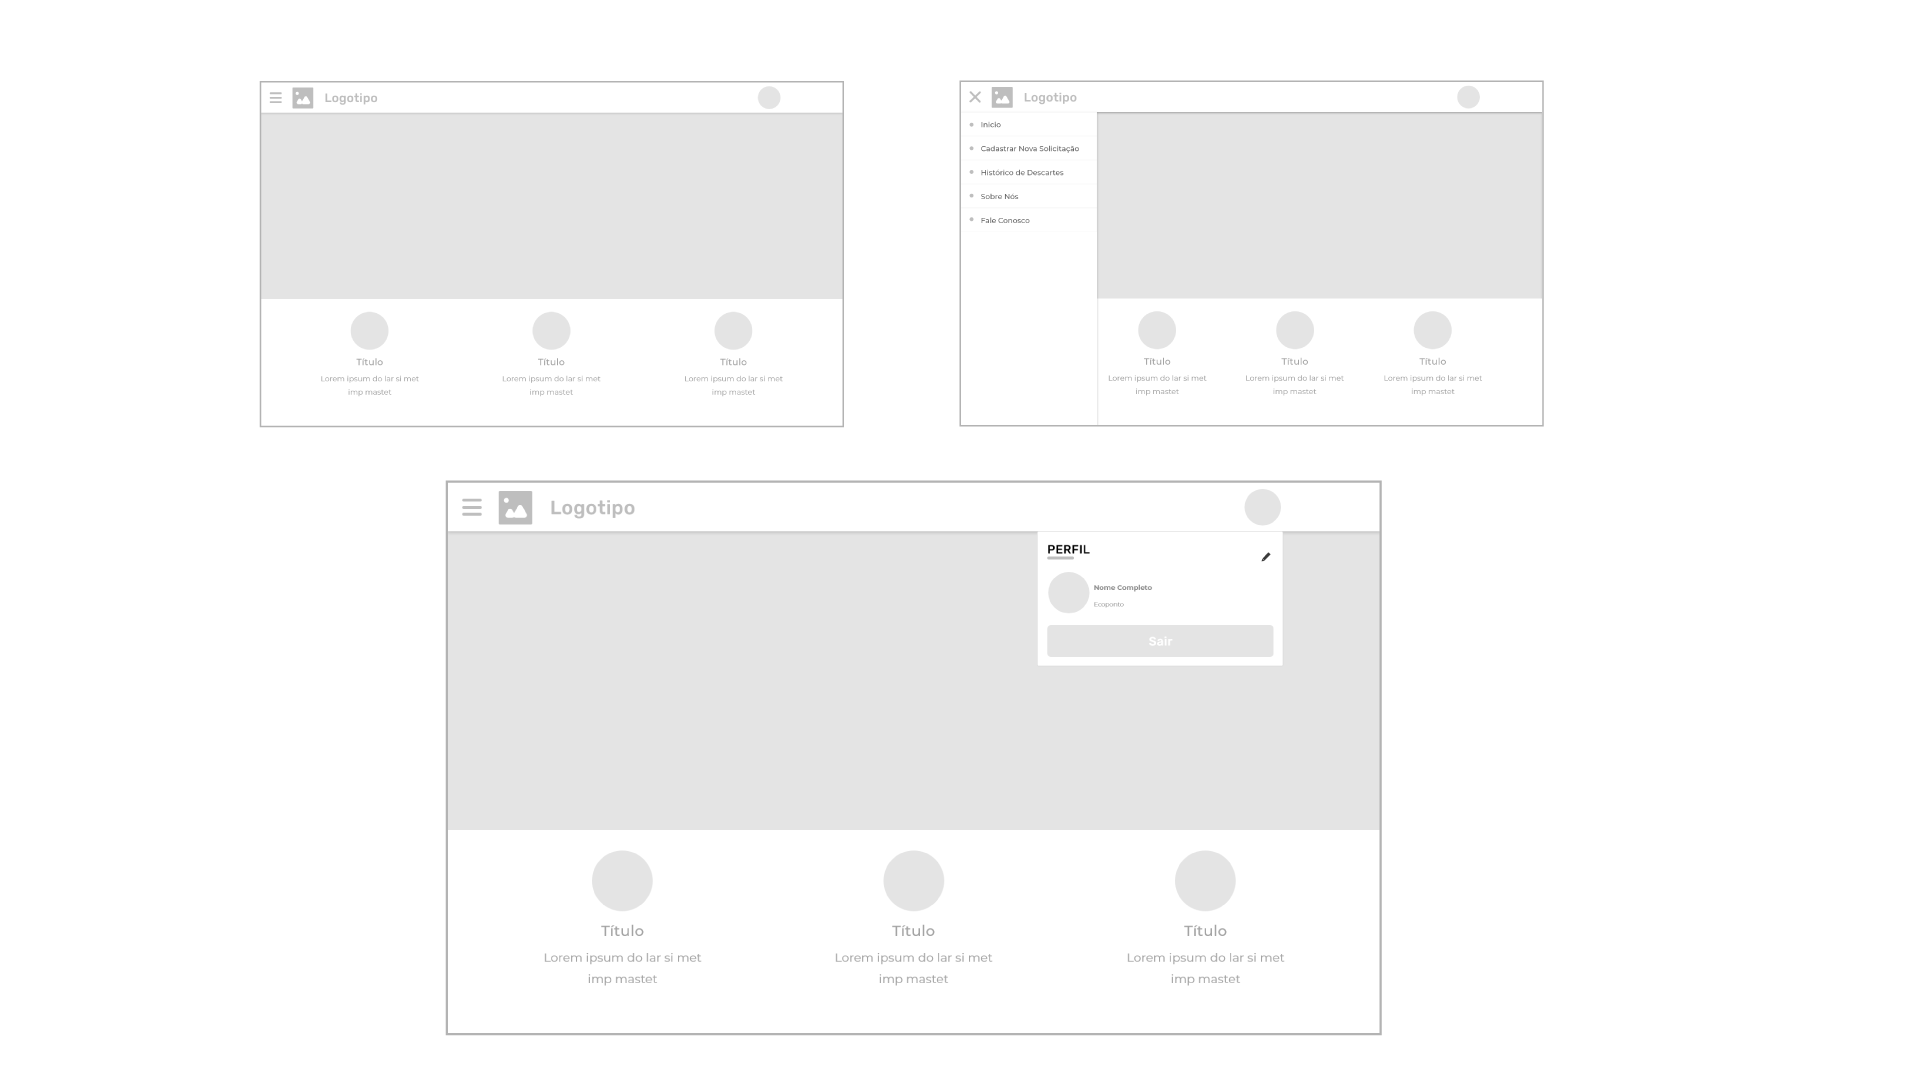 Logotipo
Título
Lorem ipsum do lar si met
imp mastet
Título
Lorem ipsum do lar si met
imp mastet
Título
Lorem ipsum do lar si met
imp mastet
Logotipo
Inicio
Cadastrar Nova Solicitação
Histórico de Descartes
Sobre Nós
Fale Conosco
Título
Lorem ipsum do lar si met
imp mastet
Título
Lorem ipsum do lar si met
imp mastet
Título
Lorem ipsum do lar si met
imp mastet
Logotipo
PERFIL
Nome Completo
Ecoponto
Sair
Título
Lorem ipsum do lar si met
imp mastet
Título
Lorem ipsum do lar si met
imp mastet
Título
Lorem ipsum do lar si met
imp mastet